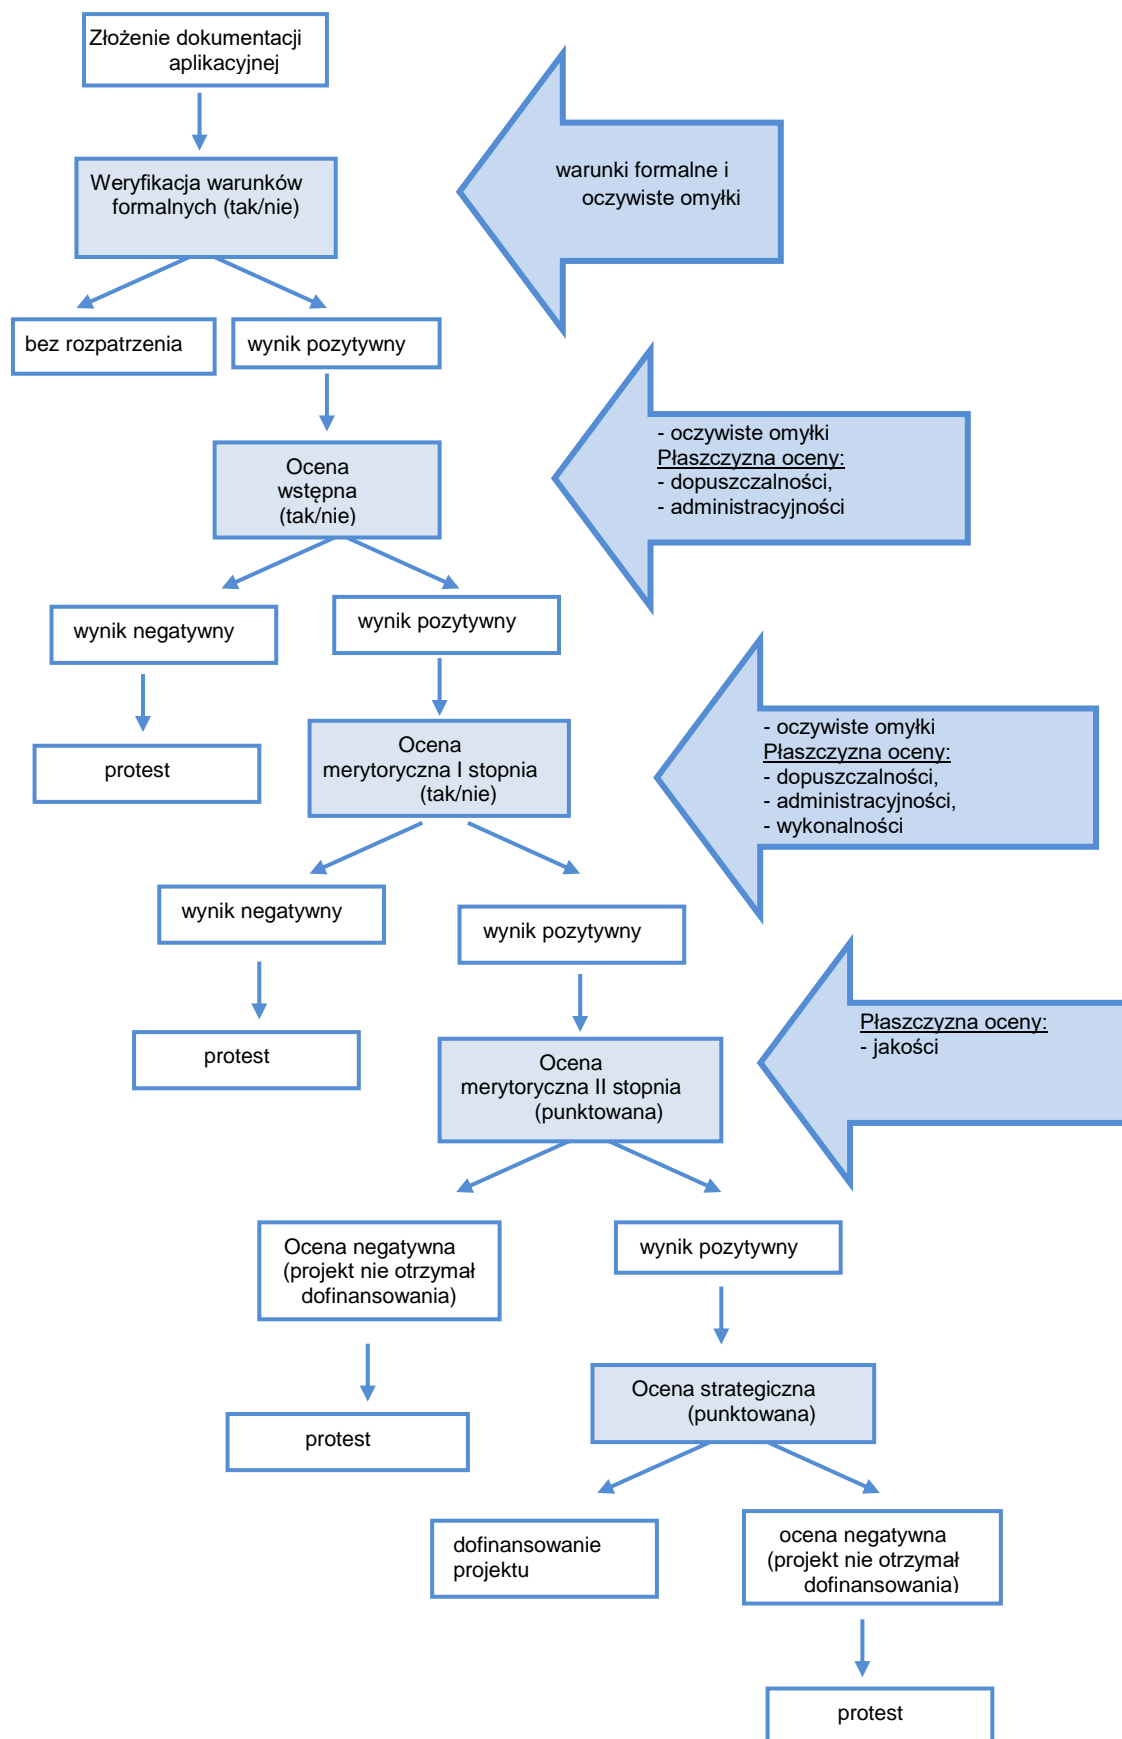 Złożenie dokumentacji
aplikacyjnej
Weryfikacja warunków
formalnych (tak/nie)
warunki formalne i
oczywiste omyłki
bez rozpatrzenia
wynik pozytywny
- oczywiste omyłki
Płaszczyzna oceny:
- dopuszczalności,
- administracyjności
Ocena
wstępna
(tak/nie)
wynik negatywny
wynik pozytywny
protest
Ocena
merytoryczna I stopnia
(tak/nie)
- oczywiste omyłki
Płaszczyzna oceny:
- dopuszczalności,
- administracyjności,
- wykonalności
wynik negatywny
wynik pozytywny
protest
Ocena
merytoryczna II stopnia
(punktowana)
Płaszczyzna oceny:
- jakości
Ocena negatywna
(projekt nie otrzymał
dofinansowania)
wynik pozytywny
protest
Ocena strategiczna
(punktowana)
dofinansowanie
projektu
ocena negatywna
(projekt nie otrzymał
dofinansowania)
protest